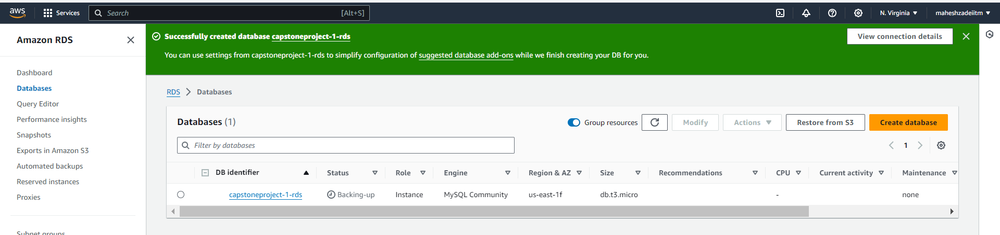 aws Services Search [Alt+S] N. Virginia maheshzadeiitm
Amazon RDS
Dashboard
Databases
Query Editor
Performance insights
Snapshots
Exports in Amazon S3
Automated backups
Reserved instances
Proxies
Subnet groups
Successfully created database capstoneproject-1-rds View connection details
You can use settings from capstoneproject-1-rds to simplify configuration of suggested database add-ons while we finish creating your DB for you.
RDS Databases
Databases (1) Group resources Modify Actions Restore from S3 Create database
Filter by databases 1
DB identifier Status Role Engine Region & AZ Size Recommendations CPU Current activity Maintenance
capstoneproject-1-rds Backing-up Instance MySQL Community us-east-1f db.t3.micro - none